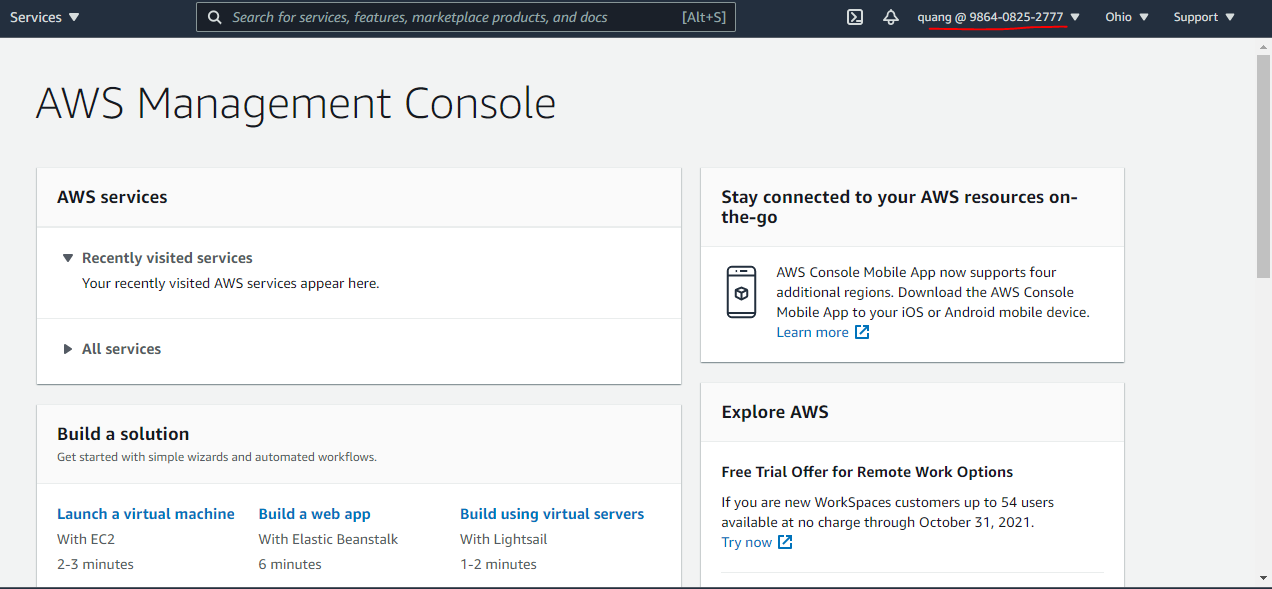 Services
Search for services, features, marketplace products, and docs [Alt+S]
quang @ 9864-0825-2777
Ohio
Support
AWS Management Console
AWS services
Recently visited services
Your recently visited AWS services appear here.
All services
Build a solution
Get started with simple wizards and automated workflows.
Launch a virtual machine
With EC2
2-3 minutes
Build a web app
With Elastic Beanstalk
6 minutes
Build using virtual servers
With Lightsail
1-2 minutes
Stay connected to your AWS resources on-
the-go
AWS Console Mobile App now supports four
additional regions. Download the AWS Console
Mobile App to your iOS or Android mobile device.
Learn more
Explore AWS
Free Trial Offer for Remote Work Options
If you are new WorkSpaces customers up to 54 users
available at no charge through October 31, 2021.
Try now